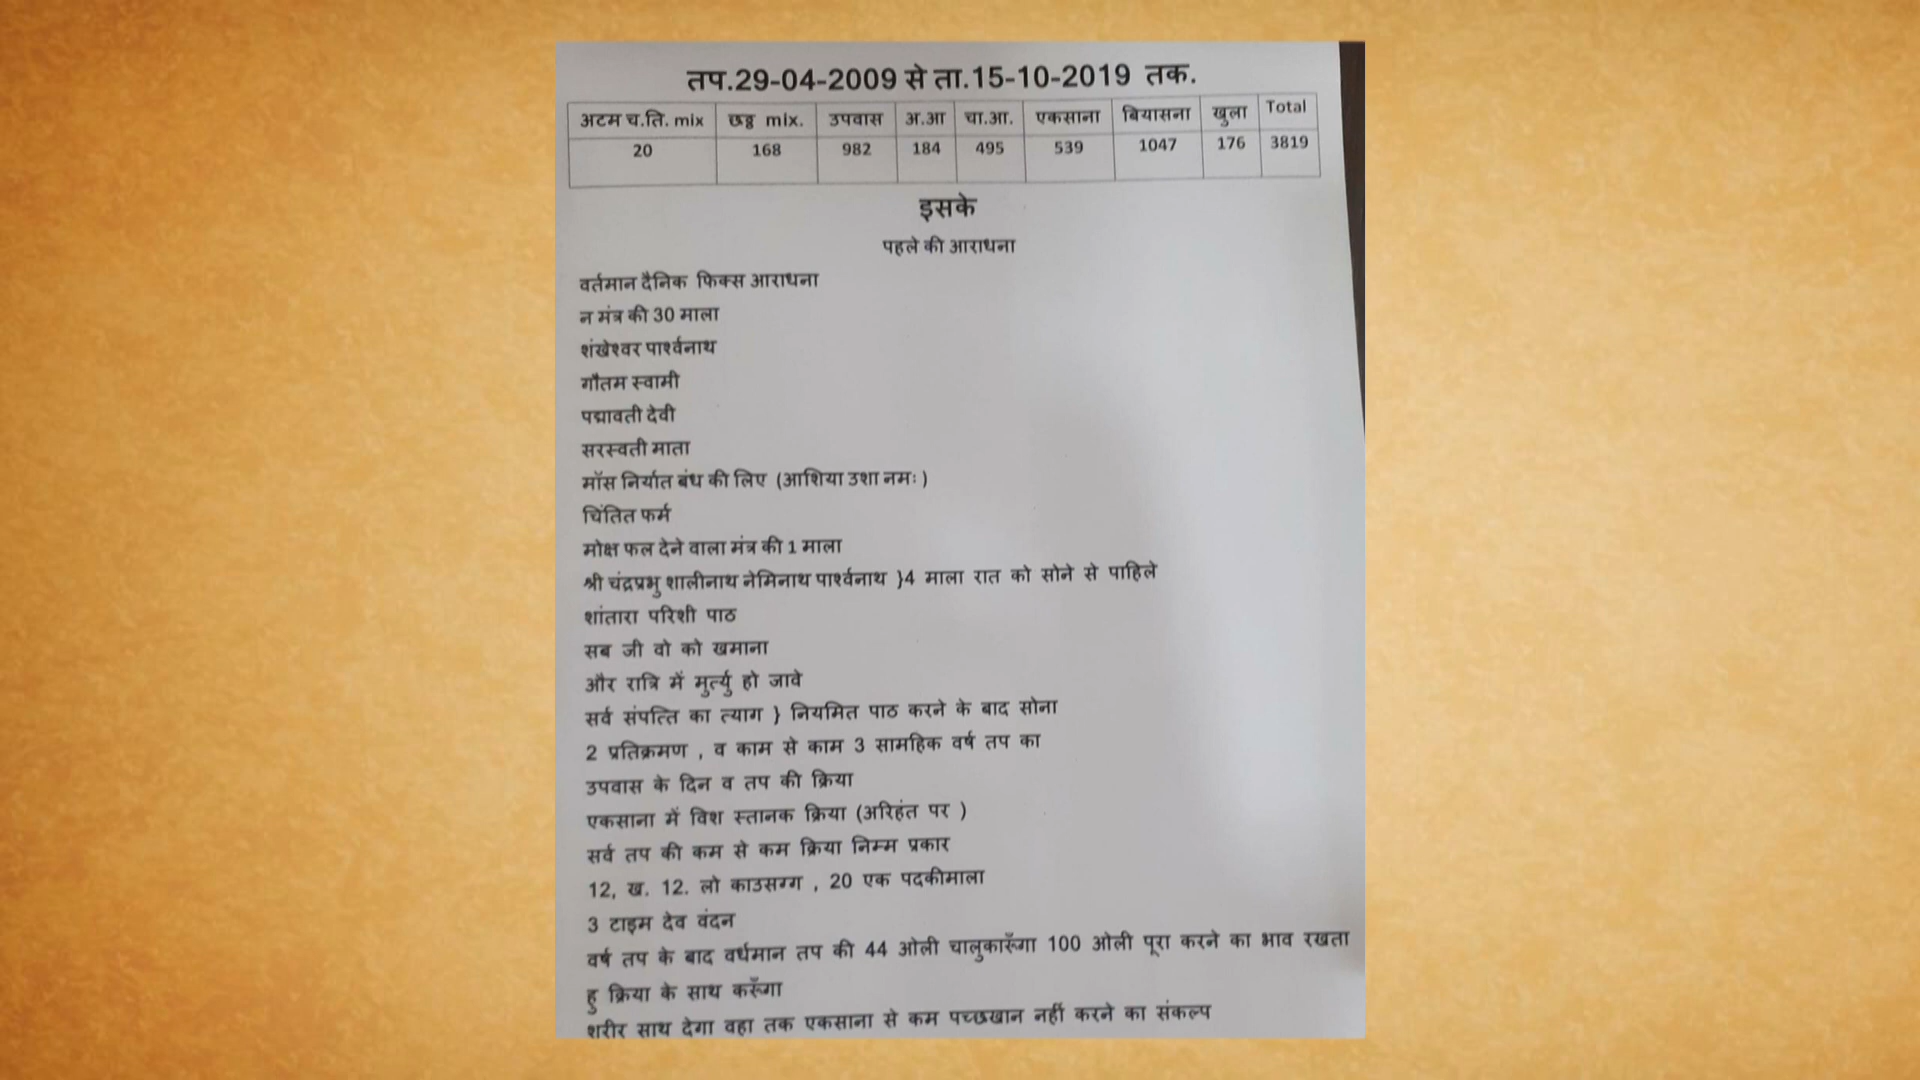 तप.29-04-2009 से ता.15-10-2019 तक.
अटम च.ति. mix छठ्ठ mix. उपवास अ.आ चा.आ. एकसाना बियासना खुला Total
20 168 982 184 495 539 1047 176 3819
इसके
पहले की आराधना
वर्तमान दैनिक फिक्स आराधना
न मंत्र की 30 माला
शंखेश्वर पार्श्वनाथ
गौतम स्वामी
पद्मावती देवी
सरस्वती माता
मॉस निर्यात बंध की लिए (आशिया उशा नमः )
चिंतित फर्म
मोक्ष फल देने वाला मंत्र की 1 माला
श्री चंद्रप्रभु शालीनाथ नेमिनाथ पार्श्वनाथ }4 माला रात को सोने से पाहिले
शांतारा परिशी पाठ
सब जी वो को खमाना
और रात्रि में मुर्त्यु हो जावे
सर्व संपत्ति का त्याग } नियमित पाठ करने के बाद सोना
2 प्रतिक्रमण , व काम से काम 3 सामहिक वर्ष तप का
उपवास के दिन व तप की क्रिया
एकसाना में विश स्तानक क्रिया (अरिहंत पर )
सर्व तप की कम से कम क्रिया निम्म प्रकार
12, ख. 12. लो काउसग्ग , 20 एक पदकीमाला
3 टाइम देव वंदन
वर्ष तप के बाद वर्धमान तप की 44 ओली चालुकारूँगा 100 ओली पूरा करने का भाव रखता
हु क्रिया के साथ करूँगा
शरीर साथ देगा वहा तक एकसाना से कम पच्छखान नहीं करने का संकल्प